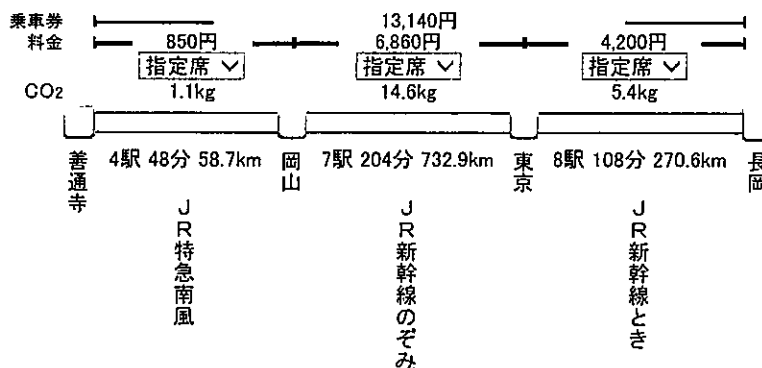 乗車券 13,140円
料金 850円 6,860円 4,200円
指定席 指定席 指定席
CO2 1.1kg 14.6kg 5.4kg
善通寺 4駅 48分 58.7km 岡山 7駅 204分 732.9km 東京 8駅 108分 270.6km 長岡
JR特急南風
JR新幹線のぞみ
JR新幹線とき